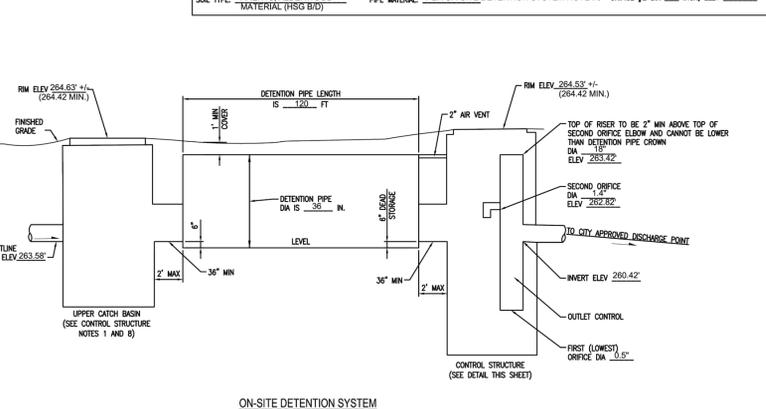 MATERIAL (HSG B/D)
RIM ELEV 264.63' +/-
(264.42 MIN.)
FINISHED
GRADE
DETENTION PIPE LENGTH
IS 120 FT
1' MIN
COVER
2" AIR VENT
RIM ELEV 264.53' +/-
(264.42 MIN.)
TOP OF RISER TO BE 2" MIN ABOVE TOP OF
SECOND ORIFICE ELBOW AND CANNOT BE LOWER
THAN DETENTION PIPE CROWN
DIA 18"
ELEV 263.42'
SECOND ORIFICE
DIA 1.4"
ELEV 262.82'
DETENTION PIPE
DIA IS 36 IN.
6"
6" DEAD
STORAGE
LEVEL
TO CITY APPROVED DISCHARGE POINT
TLINE
ELEV 263.58'
2' MAX
36" MIN
36" MIN
2' MAX
INVERT ELEV 260.42'
OUTLET CONTROL
UPPER CATCH BASIN
(SEE CONTROL STRUCTURE
NOTES 1 AND 8)
FIRST (LOWEST)
ORIFICE DIA 0.5"
CONTROL STRUCTURE
(SEE DETAIL THIS SHEET)
ON-SITE DETENTION SYSTEM